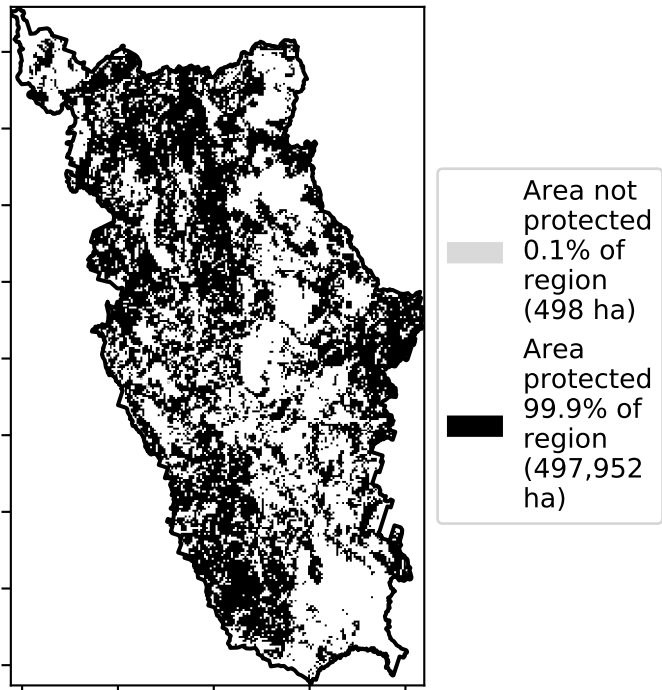 Area not
protected
0.1% of
region
(498 ha)
Area
protected
99.9% of
region
(497,952
ha)